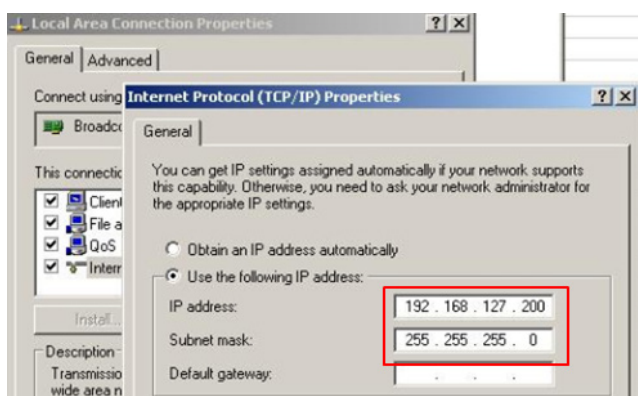 Local Area Connection Properties
? ×
General Advanced
Connect using
Broadco
This connectic
Client
File a
QoS
Interr
Install...
Description
Transmissio
wide area n
Internet Protocol (TCP/IP) Properties
? ×
General
You can get IP settings assigned automatically if your network supports
this capability. Otherwise, you need to ask your network administrator for
the appropriate IP settings.
Obtain an IP address automatically
Use the following IP address:
IP address: 192 . 168 . 127 . 200
Subnet mask: 255 . 255 . 255 . 0
Default gateway: . . .